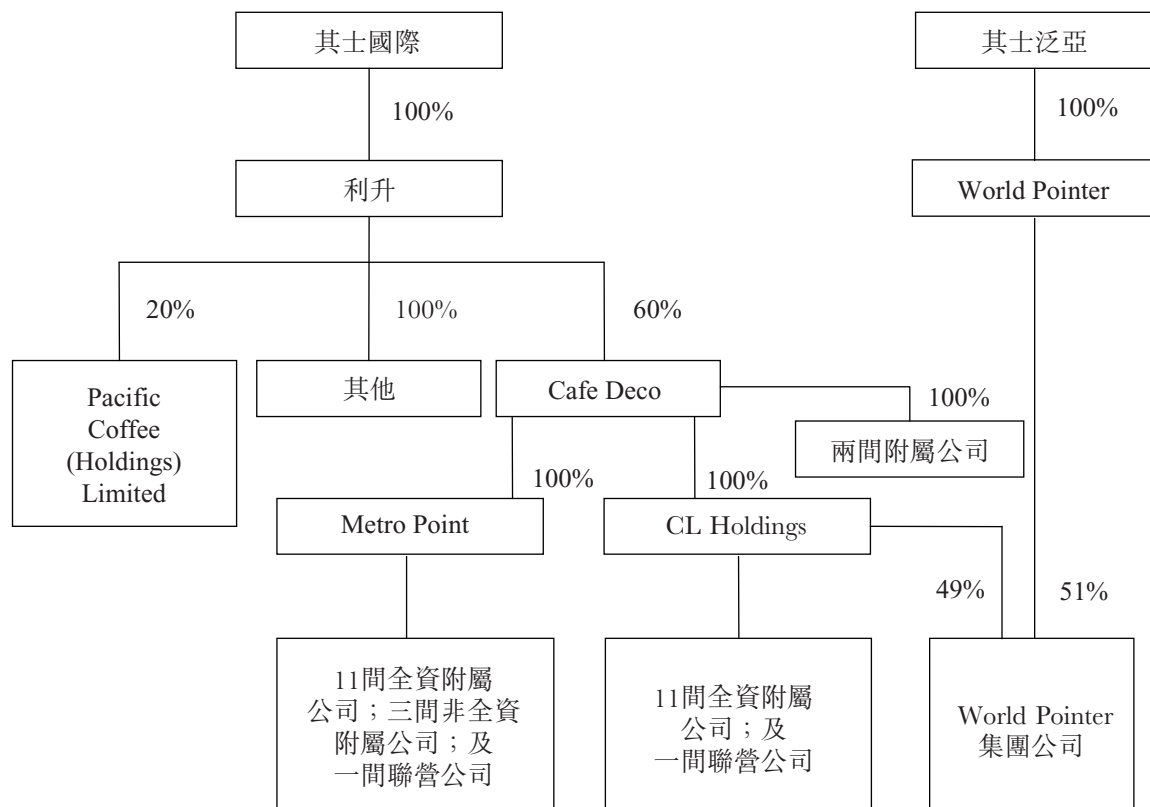 其士國際
其士泛亞
100%
100%
利升
World Pointer
20%
100%
60%
Pacific
Coffee
(Holdings)
Limited
其他
Cafe Deco
100%
兩間附屬公司
100%
100%
Metro Point
CL Holdings
49%
51%
11間全資附屬
公司；三間非全資
附屬公司；及
一間聯營公司
11間全資附屬
公司；及
一間聯營公司
World Pointer
集團公司